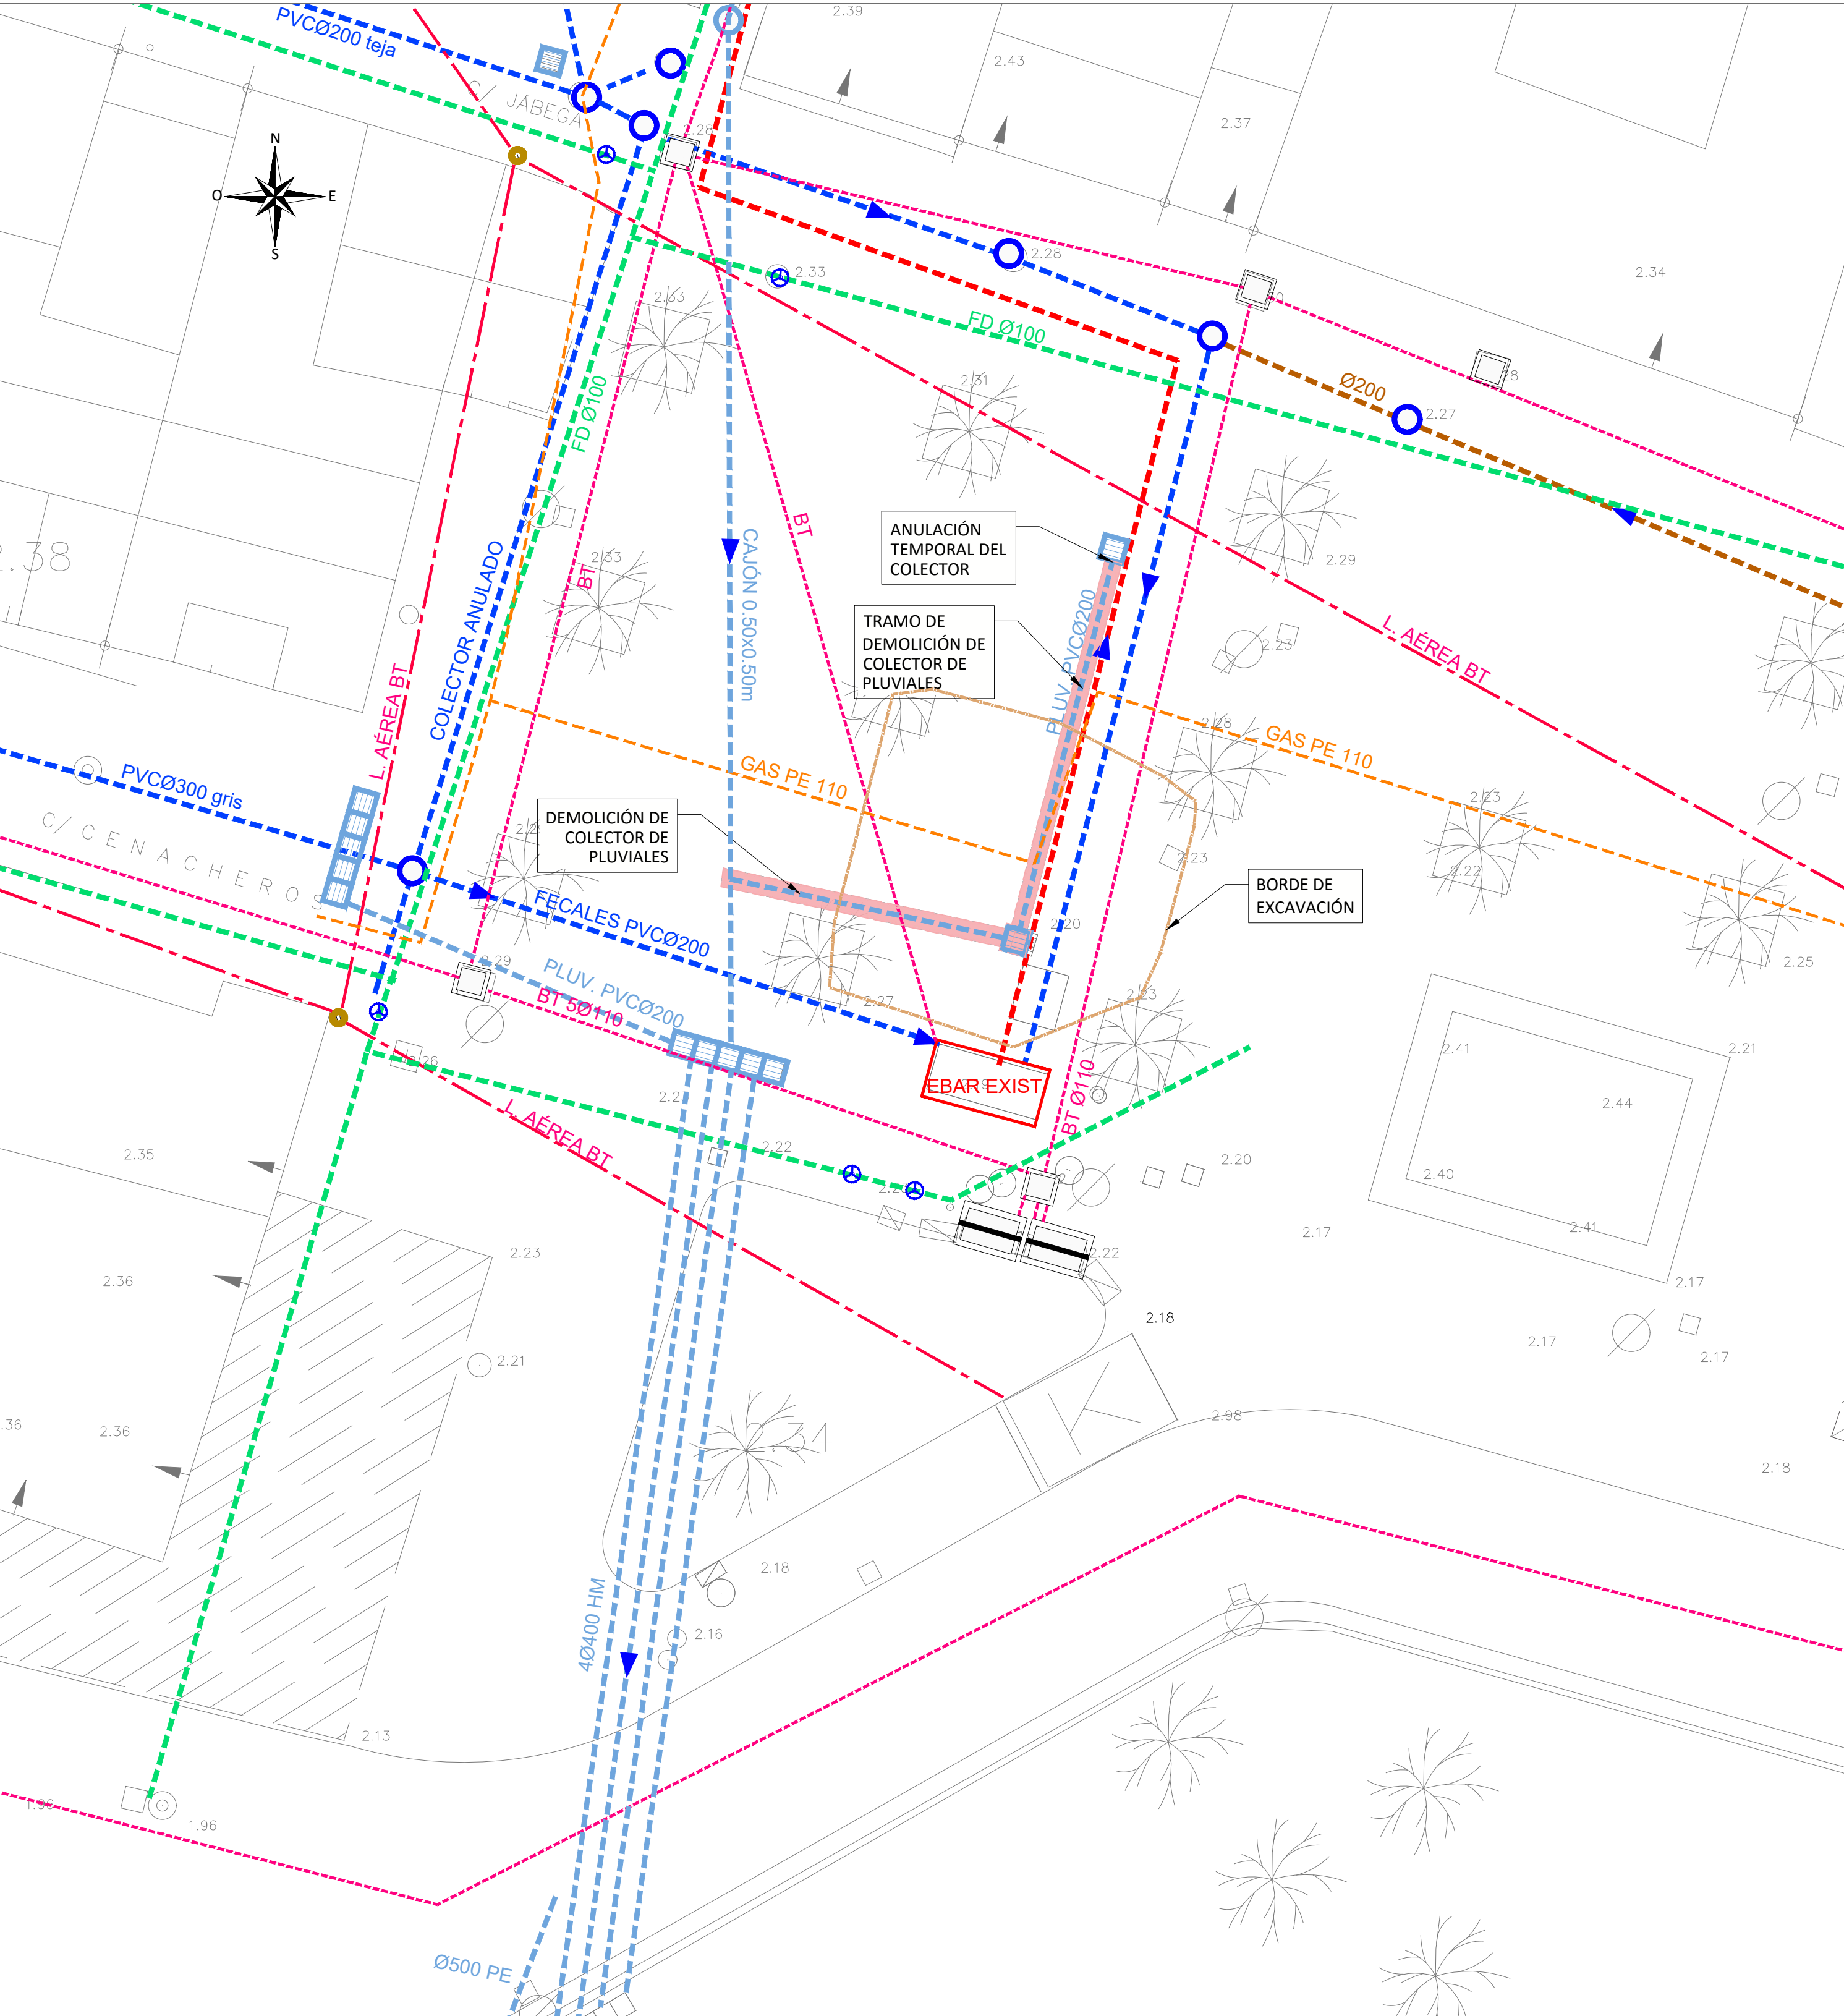 2.39
PVCØ200 teja
2.43
C/ JÁBEGA
2.28
2.37
N
O
E
S
2.28
2.33
2.34
2.33
FD Ø100
2.31
Ø200
2.27
FD Ø100
BT
ANULACIÓN
TEMPORAL DEL
COLECTOR
2.29
2.33
BT
COLECTOR ANULADO
CAJÓN 0.50x0.50m
PLUV. PVCØ200
TRAMO DE
DEMOLICIÓN DE
COLECTOR DE
PLUVIALES
2.23
L. AÉREA BT
L. AÉREA BT
2.28
GAS PE 110
GAS PE 110
PVCØ300 gris
2.23
DEMOLICIÓN DE
COLECTOR DE
PLUVIALES
C/ CENACHEROS
2.23
2.22
BORDE DE
EXCAVACIÓN
FECALES PVCØ200
2.20
2.29
PLUV. PVCØ200
2.25
2.27
2.23
BT 5Ø110
2.41
2.21
EBAR EXIST
BT Ø110
2.44
L. AÉREA BT
2.35
2.22
2.20
2.40
2.23
2.22
2.17
2.41
2.36
2.17
2.18
2.17
2.17
2.21
2.98
2.36
2.18
2.18
4Ø400 HM
2.16
2.13
1.96
1.96
Ø500 PE